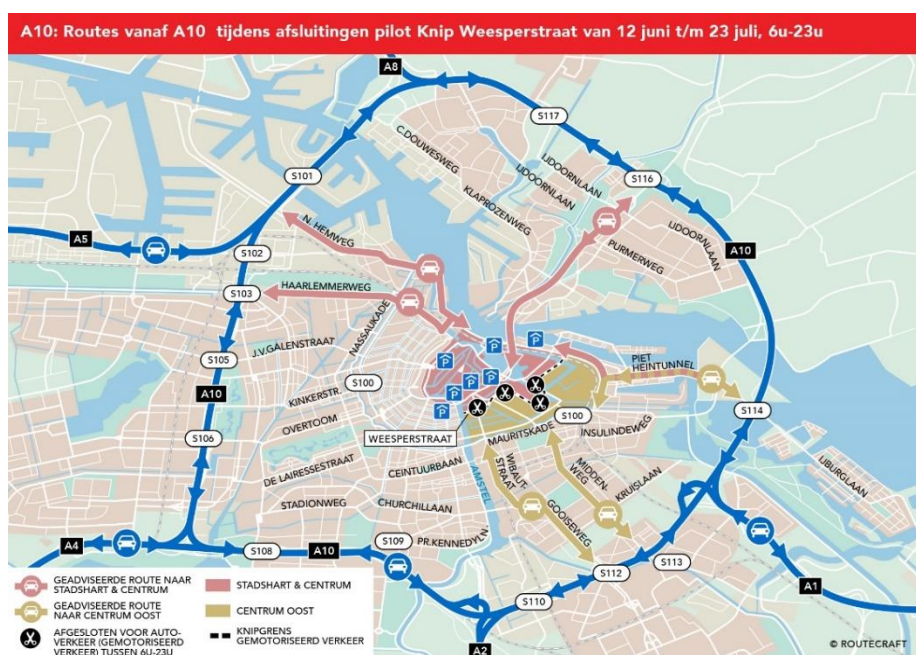 A10: Routes vanaf A10 tijdens afsluitingen pilot Knip Weesperstraat van 12 juni t/m 23 juli, 6u-23u
A8
S117
C.DOUWESWEG
IJDOORNLAAN
IJDOORNLAAN
S116
S101
KLAPROZENWEG
IJDOORNLAAN
N. HEMWEG
PURMERWEG
A5
A10
S102
HAARLEMMERWEG
S103
NASSAUKADE
J.V.GALENSTRAAT
P
P
P
P
P
P
P
PIET
HEINTUNNEL
S105
S100
A10
KINKERSTR.
S100
S114
OVERTOOM
WEESPERSTRAAT
MAURITSKADE
INSULINDEWEG
S106
DE LAIRESSESTRAAT
CEINTUURBAAN
AMSTEL
WIBAUT-
STRAAT
MIDDEN-
WEG
KRUISLAAN
IJBURGLAAN
STADIONWEG
CHURCHILLAAN
GOOISEWEG
S109
PR.KENNEDYLN
A4
S108
A10
S113
S112
A1
S110
A2
GEADVISEERDE ROUTE NAAR
STADSHART & CENTRUM
STADSHART & CENTRUM
GEADVISEERDE ROUTE
NAAR CENTRUM OOST
CENTRUM OOST
AFGESLOTEN VOOR AUTO-
VERKEER (GEMOTORISEERD
VERKEER) TUSSEN 6U-23U
KNIPGRENS
GEMOTORISEERD VERKEER
© ROUTECRAFT